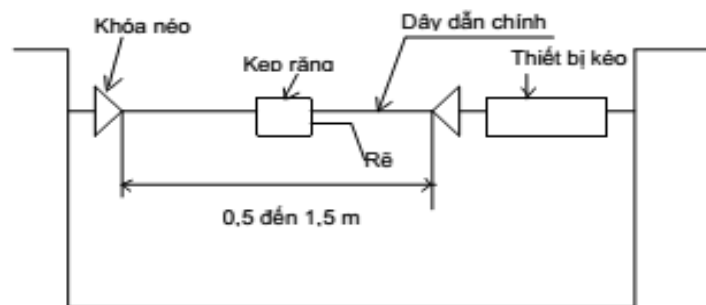 Khóa néo
Dây dẫn chính
Kẹp răng
Thiết bị kéo
Rẽ
0,5 đến 1,5 m